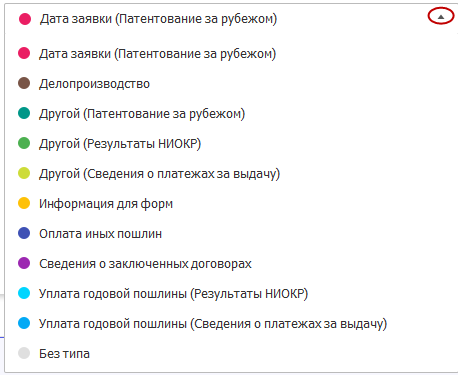 Дата заявки (Патентование за рубежом)
Дата заявки (Патентование за рубежом)
Делопроизводство
Другой (Патентование за рубежом)
Другой (Результаты НИОКР)
Другой (Сведения о платежах за выдачу)
Информация для форм
Оплата иных пошлин
Сведения о заключенных договорах
Уплата годовой пошлины (Результаты НИОКР)
Уплата годовой пошлины (Сведения о платежах за выдачу)
Без типа